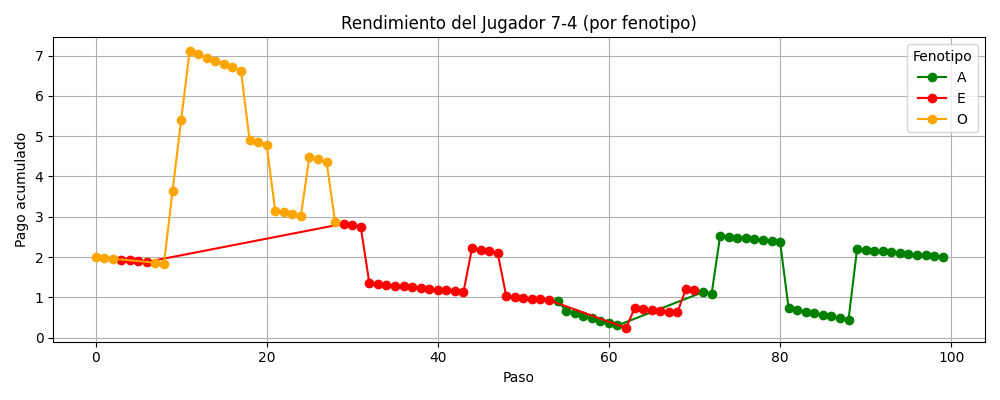 Rendimiento del Jugador 7-4 (por fenotipo)
Pago acumulado
7
6
5
4
3
2
1
0
Fenotipo
A
E
O
0 20 40 60 80 100
Paso